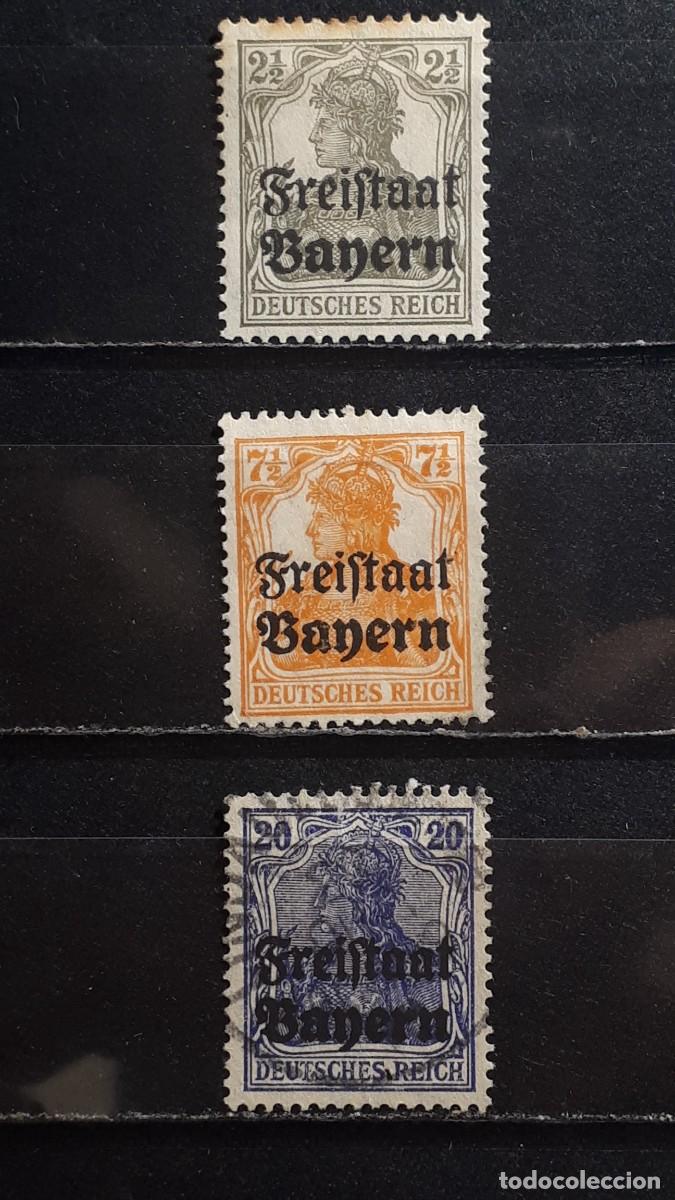 2½ 2½
Freiſtaat
Bayern
DEUTSCHES REICH
7½ 7½
Freiſtaat
Bayern
DEUTSCHES REICH
20 20
Freiſtaat
Bayern
DEUTSCHES REICH
todocoleccion